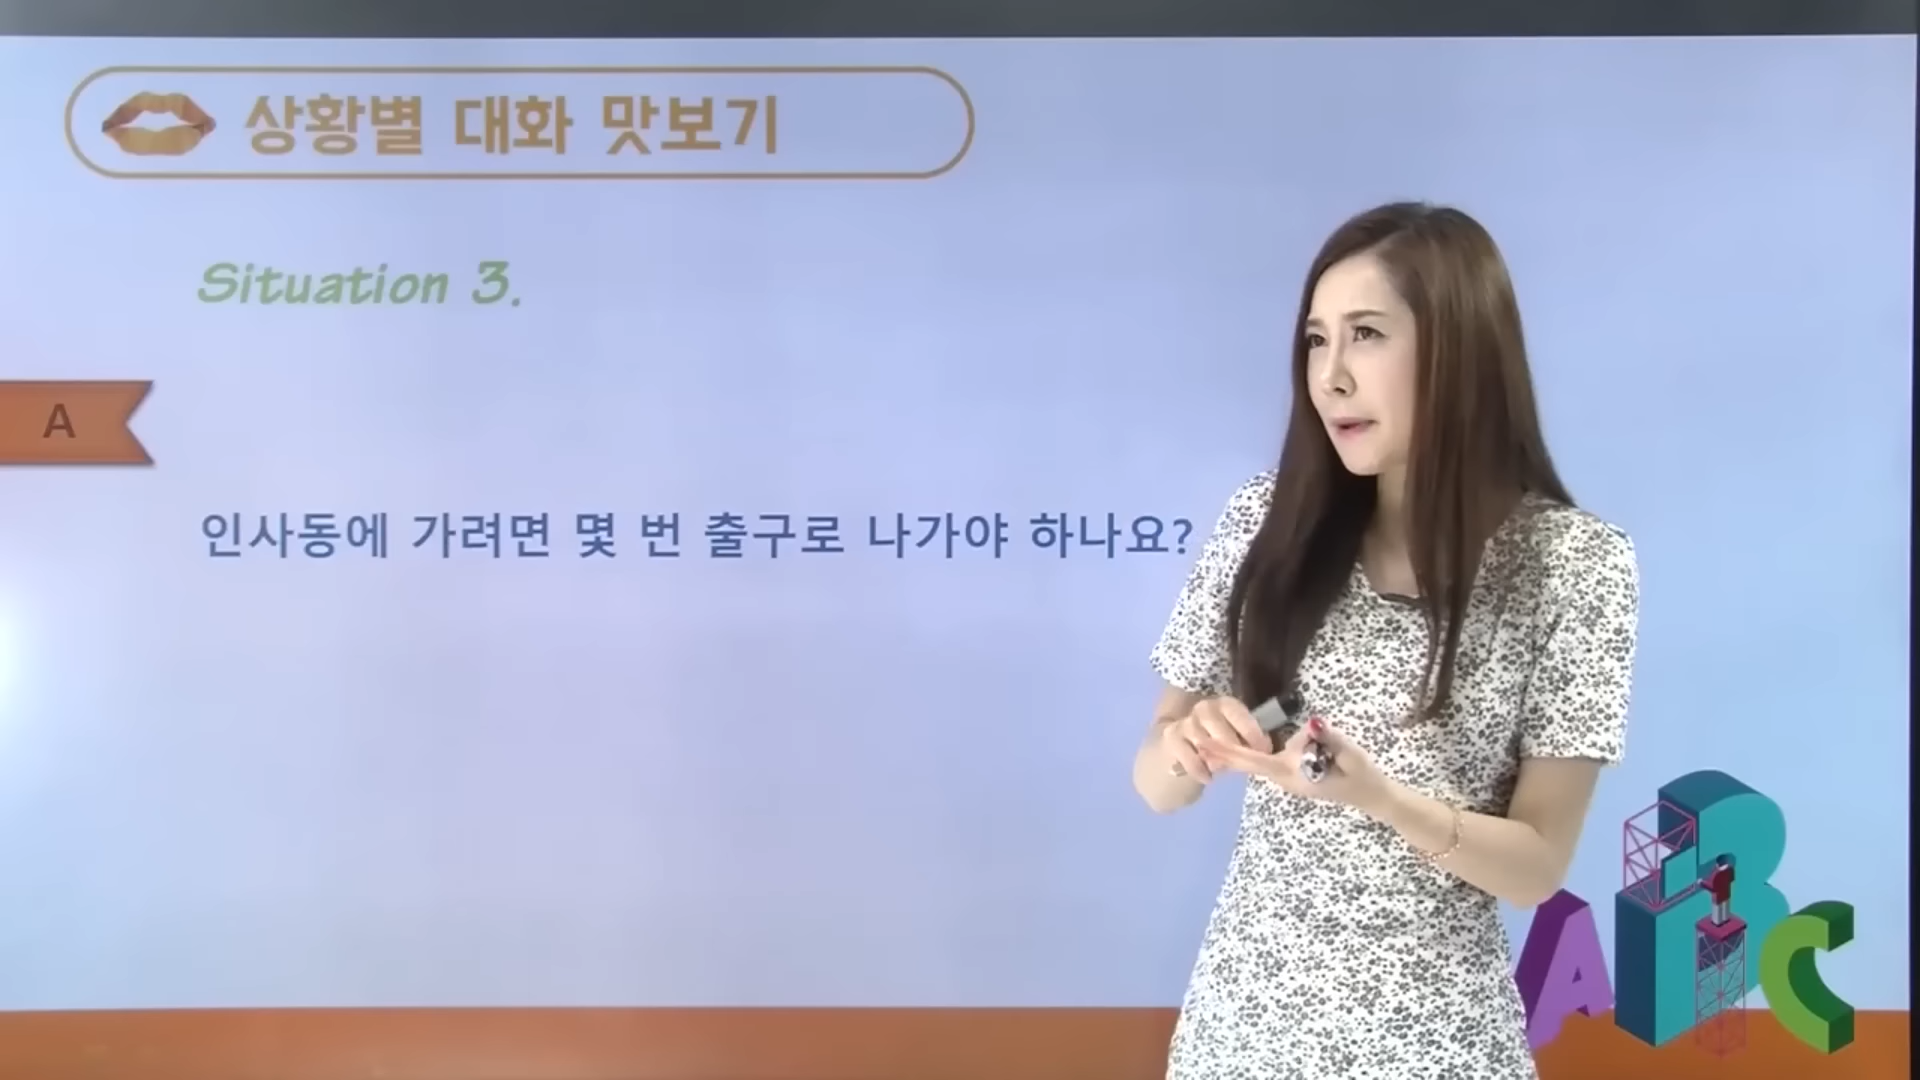 상황별 대화 맛보기
Situation 3.
A
인사동에 가려면 몇 번 출구로 나가야 하나요?
A B C